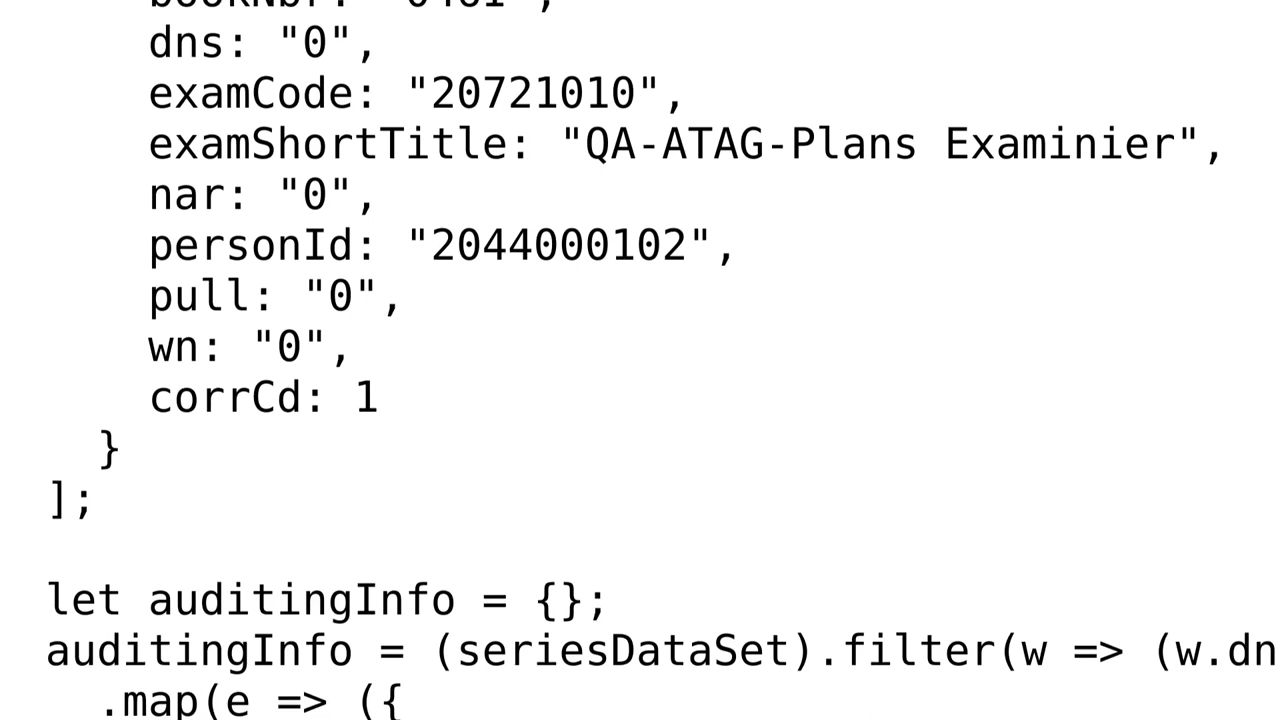 dns: "0",
examCode: "20721010",
examShortTitle: "QA-ATAG-Plans Examinier",
nar: "0",
personId: "2044000102",
pull: "0",
wn: "0",
corrCd: 1
}
];
let auditingInfo = {};
auditingInfo = (seriesDataSet).filter(w => (w.dn
.map(e => ({